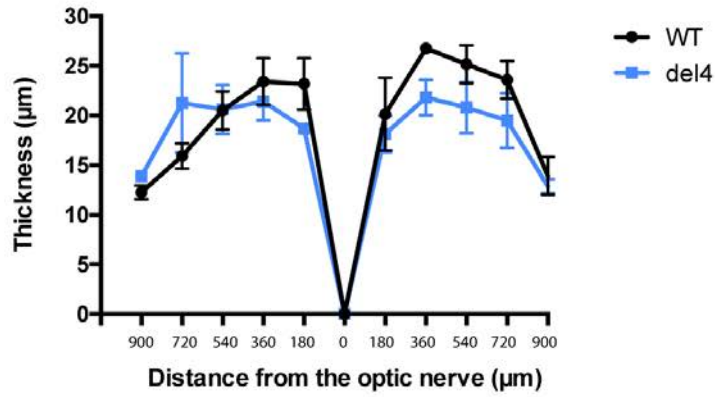 30
25
20
15
10
5
0
Thickness (μm)
900 720 540 360 180 0 180 360 540 720 900
Distance from the optic nerve (μm)
WT
del4